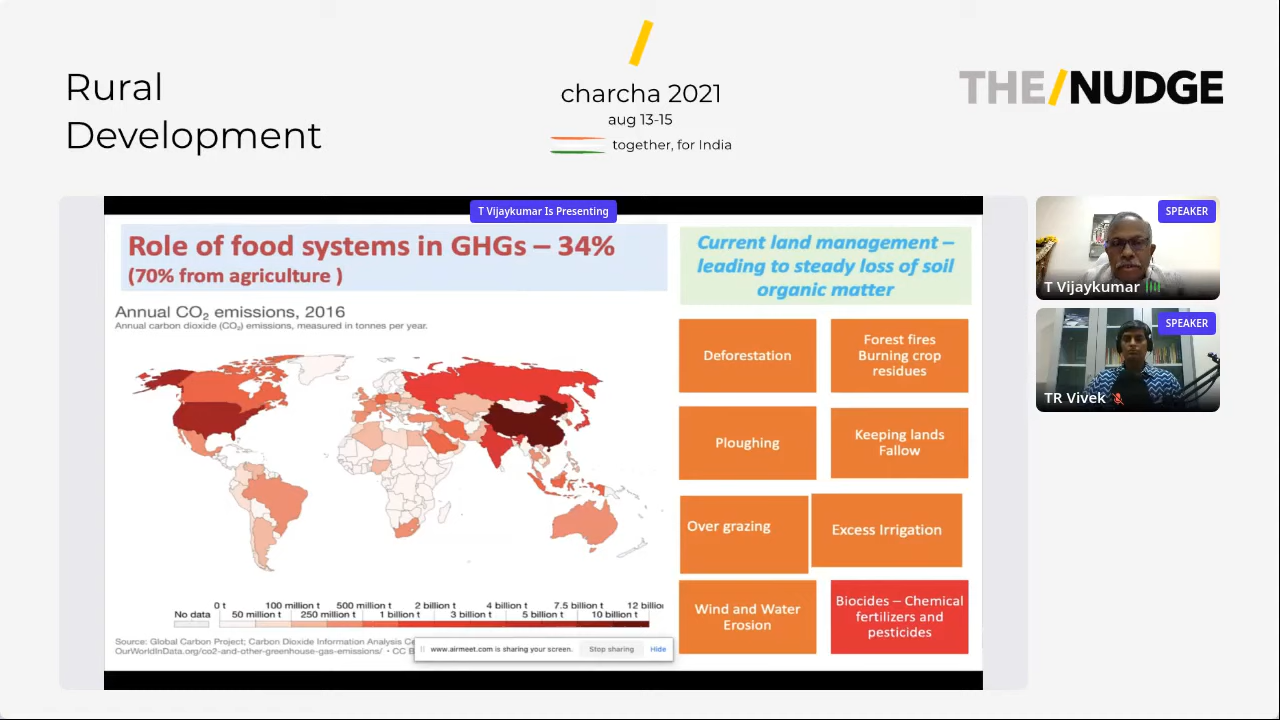 Rural
Development
charcha 2021
aug 13-15
together, for India
THE/NUDGE
T Vijaykumar Is Presenting
Role of food systems in GHGs – 34%
(70% from agriculture )
Annual CO₂ emissions, 2016
Annual carbon dioxide (CO₂) emissions, measured in tonnes per year.
No data
0 t
50 million t
100 million t
250 million t
500 million t
1 billion t
2 billion t
3 billion t
4 billion t
5 billion t
7.5 billion t
10 billion t
12 billio
Source: Global Carbon Project; Carbon Dioxide Information Analysis Ce
OurWorldInData.org/co2-and-other-greenhouse-gas-emissions/ • CC B
www.airmeet.com is sharing your screen.
Stop sharing
Hide
Current land management –
leading to steady loss of soil
organic matter
Deforestation
Forest fires
Burning crop
residues
Ploughing
Keeping lands
Fallow
Over grazing
Excess Irrigation
Wind and Water
Erosion
Biocides – Chemical
fertilizers and
pesticides
SPEAKER
T Vijaykumar
SPEAKER
TR Vivek